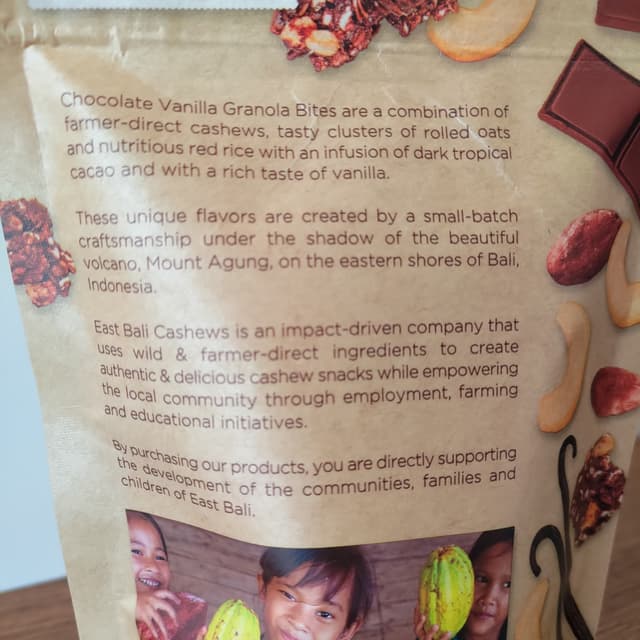 Chocolate Vanilla Granola Bites are a combination of
farmer-direct cashews, tasty clusters of rolled oats
and nutritious red rice with an infusion of dark tropical
cacao and with a rich taste of vanilla.
These unique flavors are created by a small-batch
craftsmanship under the shadow of the beautiful
volcano, Mount Agung, on the eastern shores of Bali,
Indonesia.
East Bali Cashews is an impact-driven company that
uses wild & farmer-direct ingredients to create
authentic & delicious cashew snacks while empowering
the local community through employment, farming
and educational initiatives.
By purchasing our products, you are directly supporting
the development of the communities, families and
children of East Bali.